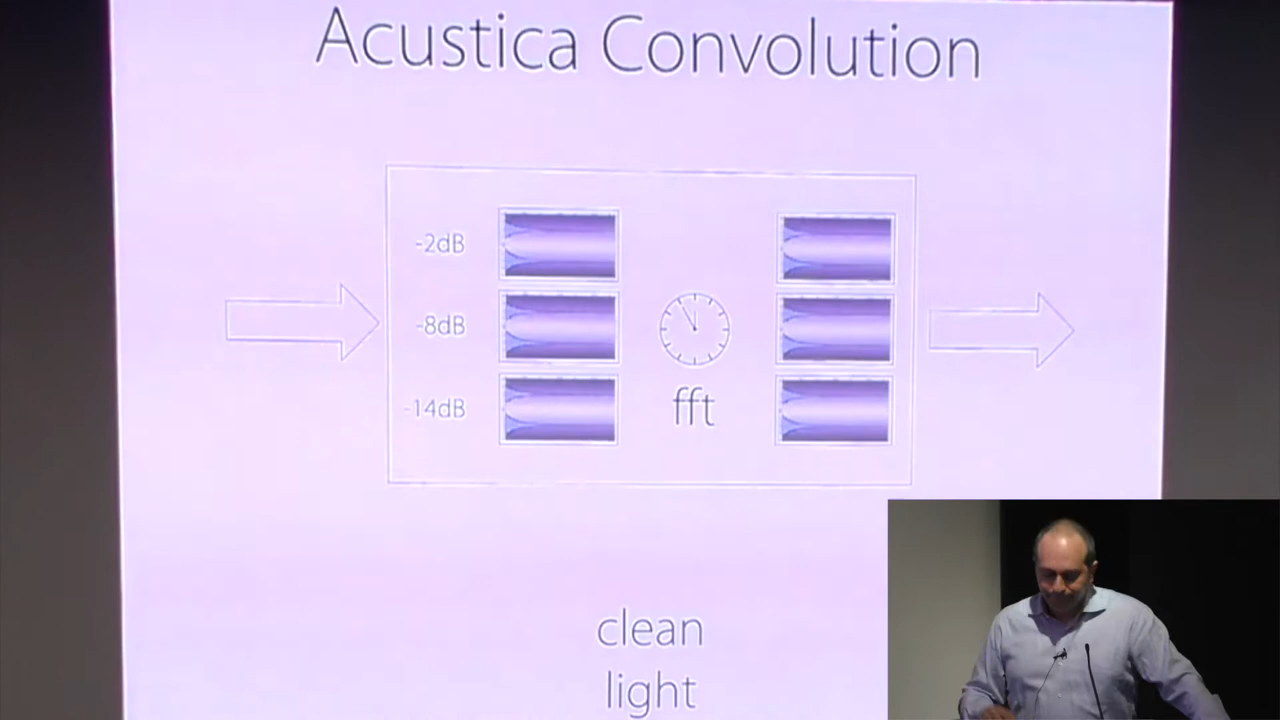 Acustica Convolution
-2dB
-8dB
-14dB
fft
clean
light